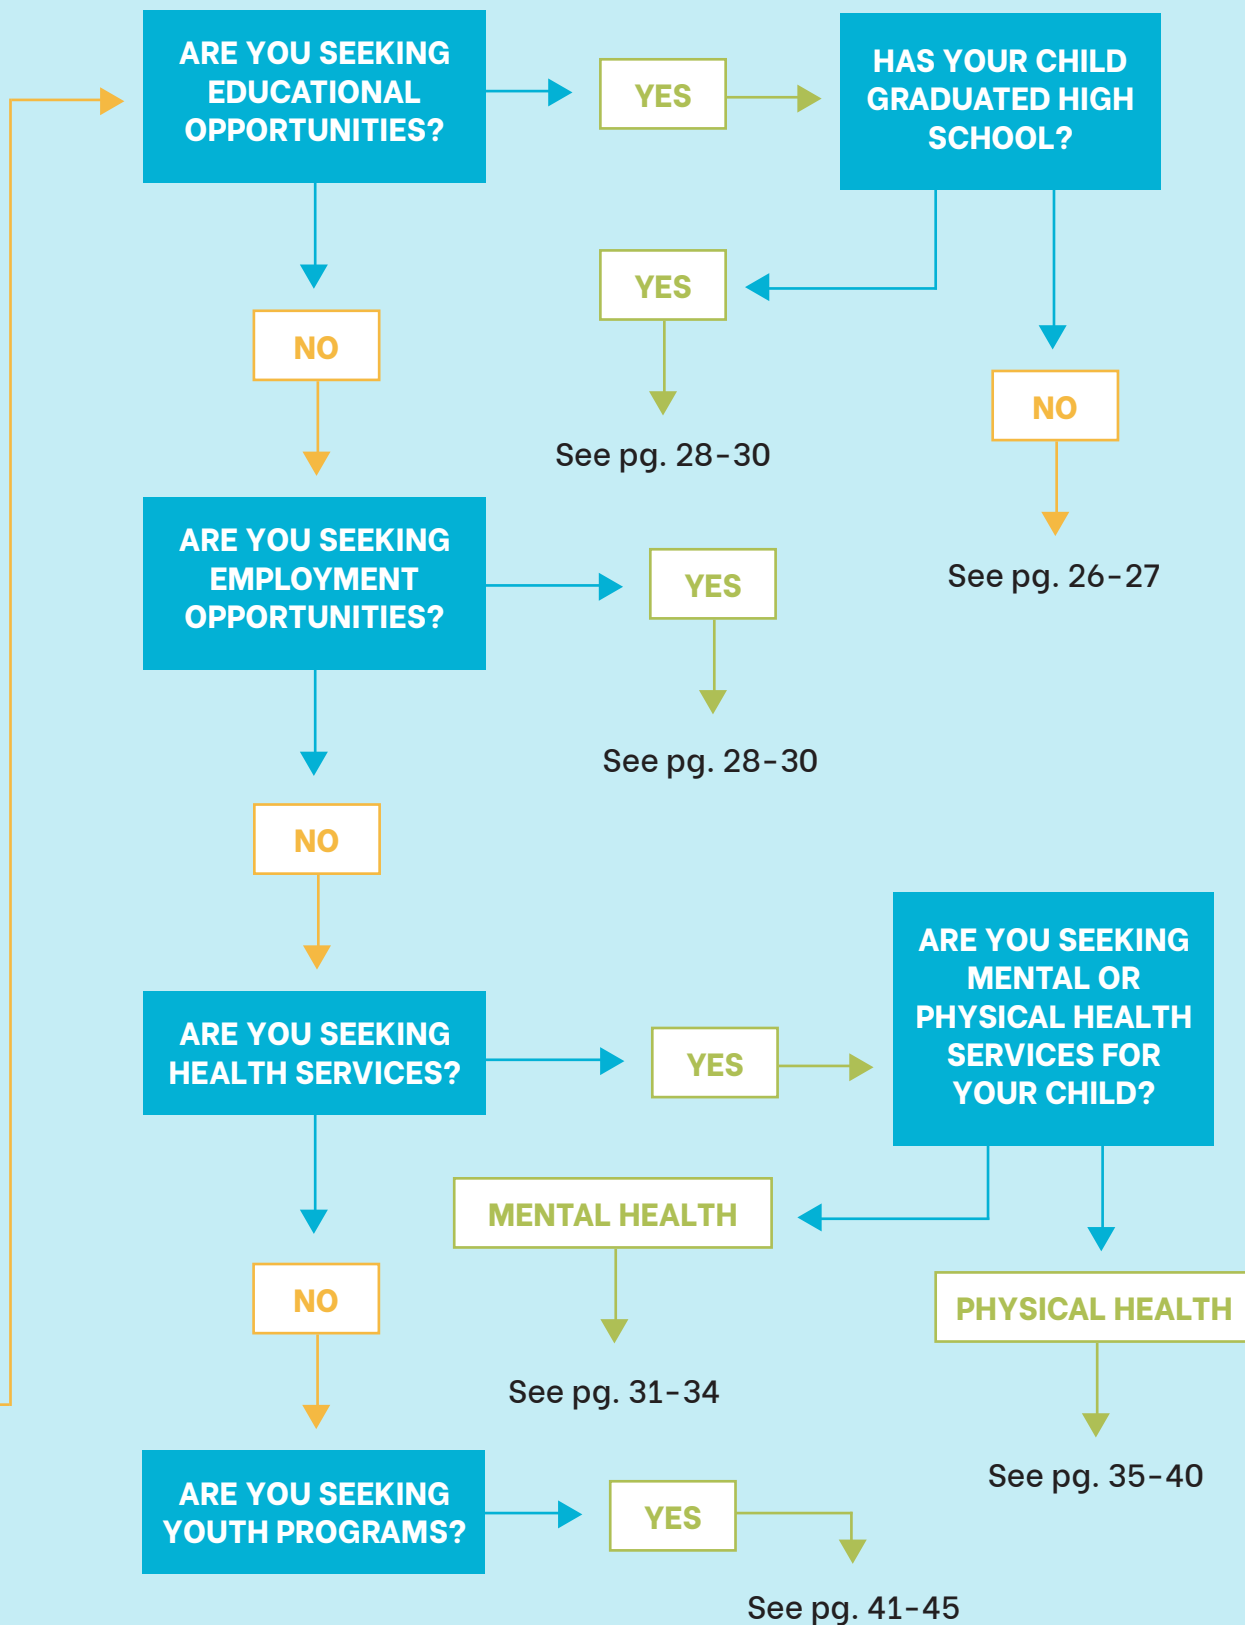 ARE YOU SEEKING
EDUCATIONAL
OPPORTUNITIES?
YES
HAS YOUR CHILD
GRADUATED HIGH
SCHOOL?
YES
See pg. 28-30
NO
See pg. 26-27
NO
ARE YOU SEEKING
EMPLOYMENT
OPPORTUNITIES?
YES
See pg. 28-30
NO
ARE YOU SEEKING
HEALTH SERVICES?
YES
ARE YOU SEEKING
MENTAL OR
PHYSICAL HEALTH
SERVICES FOR
YOUR CHILD?
MENTAL HEALTH
See pg. 31-34
PHYSICAL HEALTH
See pg. 35-40
NO
ARE YOU SEEKING
YOUTH PROGRAMS?
YES
See pg. 41-45